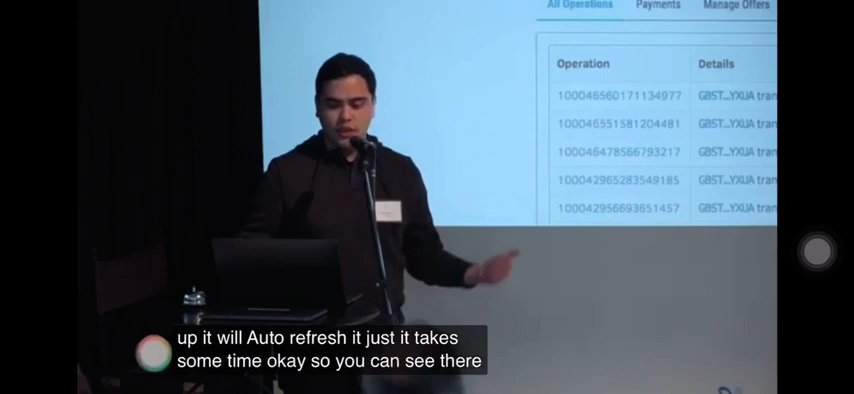 All Operations Payments Manage Offers
Operation Details
100046560171134977 GBST...YXUA tran
100046551581204481 GBST...YXUA tran
100046478566793217 GBST...YXUA tran
100042965283549185 GBST...YXUA tran
100042956693651457 GBST...YXUA tran
up it will Auto refresh it just it takes
some time okay so you can see there